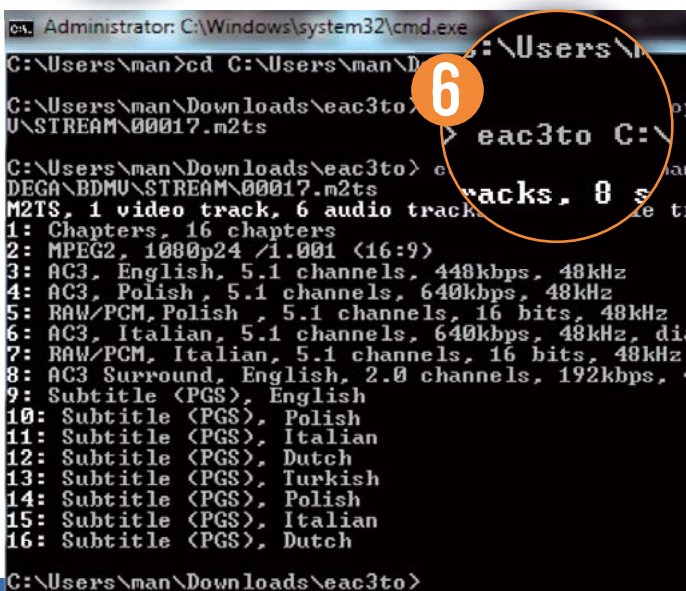 Administrator: C:\Windows\system32\cmd.exe
C:\Users\man>cd C:\Users\man\D
C:\Users\man\Downloads\eac3to>
V\STREAM\00017.m2ts
C:\Users\man\Downloads\eac3to>
DEGA\BDMV\STREAM\00017.m2ts
M2TS, 1 video track, 6 audio track
1: Chapters, 16 chapters
2: MPEG2, 1080p24 /1.001 (16:9)
3: AC3, English, 5.1 channels, 448kbps, 48kHz
4: AC3, Polish , 5.1 channels, 640kbps, 48kHz
5: RAW/PCM,Polish , 5.1 channels, 16 bits, 48kHz
6: AC3, Italian, 5.1 channels, 640kbps, 48kHz, dia
7: RAW/PCM, Italian, 5.1 channels, 16 bits, 48kHz
8: AC3 Surround, English, 2.0 channels, 192kbps,
9: Subtitle (PGS), English
10: Subtitle (PGS), Polish
11: Subtitle (PGS), Italian
12: Subtitle (PGS), Dutch
13: Subtitle (PGS), Turkish
14: Subtitle (PGS), Polish
15: Subtitle (PGS), Italian
16: Subtitle (PGS), Dutch
C:\Users\man\Downloads\eac3to>
6
:\Users\
> eac3to C:\
racks, 8 s